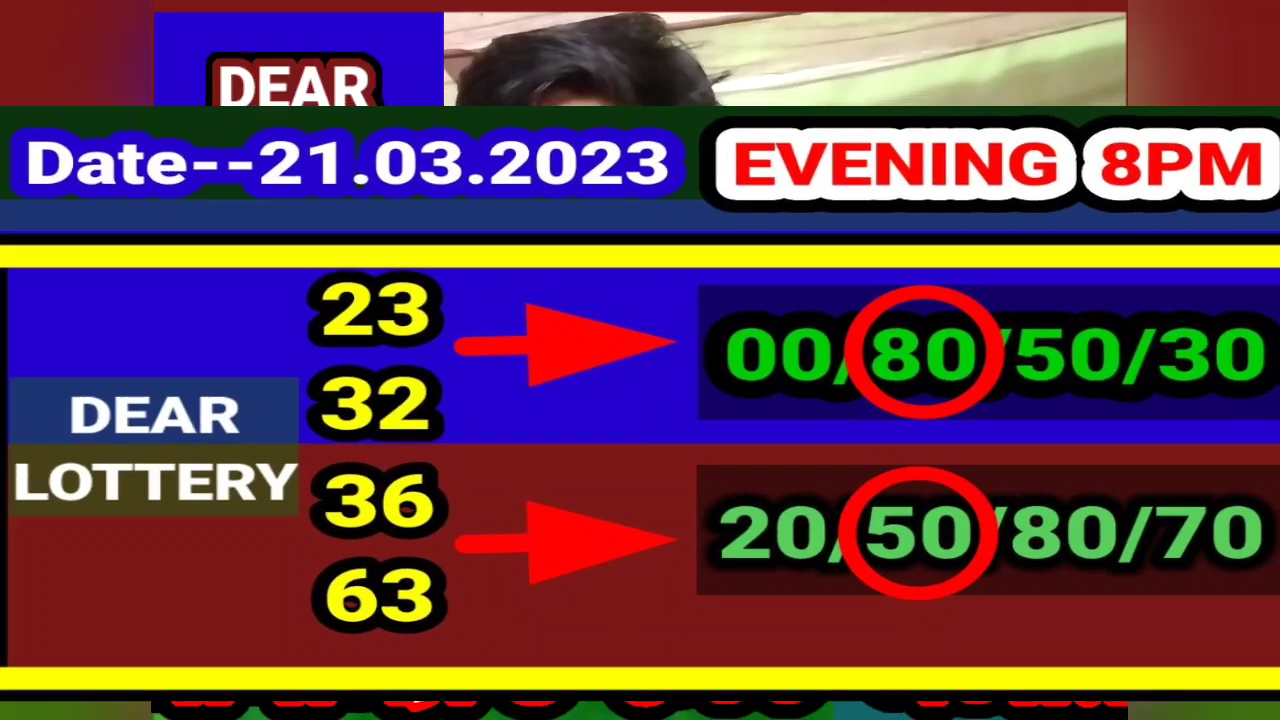 DEAR
Date--21.03.2023 EVENING 8PM
23
32
00/80/50/30
DEAR
LOTTERY
36
63
20/50/80/70